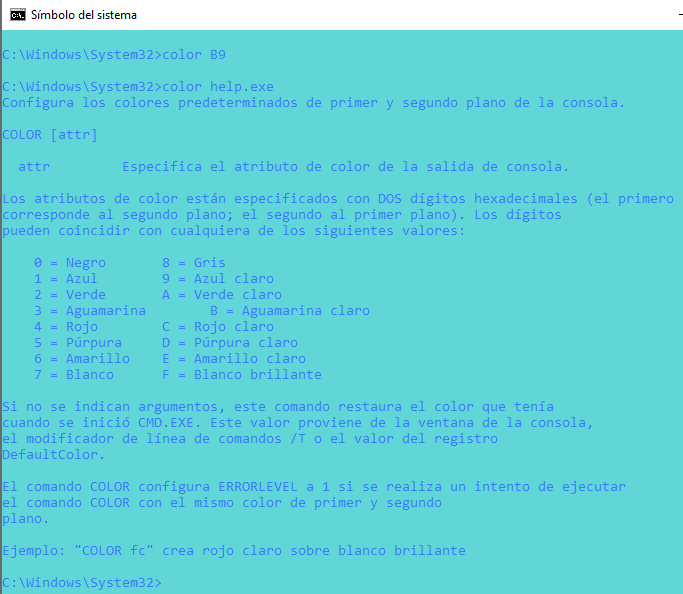 Símbolo del sistema
C:\Windows\System32>color B9
C:\Windows\System32>color help.exe
Configura los colores predeterminados de primer y segundo plano de la consola.
COLOR [attr]
attr Especifica el atributo de color de la salida de consola.
Los atributos de color están especificados con DOS dígitos hexadecimales (el primero
corresponde al segundo plano; el segundo al primer plano). Los dígitos
pueden coincidir con cualquiera de los siguientes valores:
0 = Negro 8 = Gris
1 = Azul 9 = Azul claro
2 = Verde A = Verde claro
3 = Aguamarina B = Aguamarina claro
4 = Rojo C = Rojo claro
5 = Púrpura D = Púrpura claro
6 = Amarillo E = Amarillo claro
7 = Blanco F = Blanco brillante
Si no se indican argumentos, este comando restaura el color que tenía
cuando se inició CMD.EXE. Este valor proviene de la ventana de la consola,
el modificador de línea de comandos /T o el valor del registro
DefaultColor.
El comando COLOR configura ERRORLEVEL a 1 si se realiza un intento de ejecutar
el comando COLOR con el mismo color de primer y segundo
plano.
Ejemplo: "COLOR fc" crea rojo claro sobre blanco brillante
C:\Windows\System32>